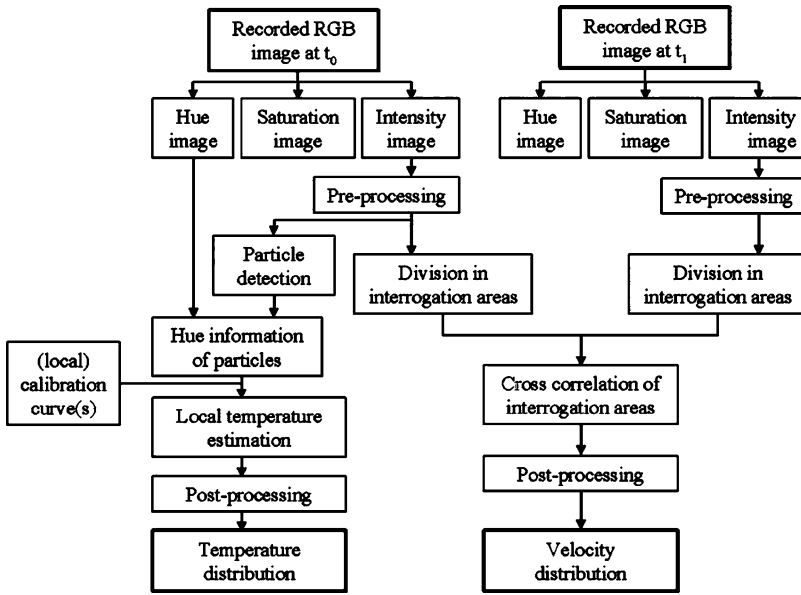 Recorded RGB
image at t₀
Recorded RGB
image at t₁
Hue
image
Saturation
image
Intensity
image
Hue
image
Saturation
image
Intensity
image
Pre-processing
Pre-processing
Particle
detection
Division in
interrogation areas
Division in
interrogation areas
Hue information
of particles
(local)
calibration
curve(s)
Cross correlation of
interrogation areas
Local temperature
estimation
Post-processing
Post-processing
Temperature
distribution
Velocity
distribution